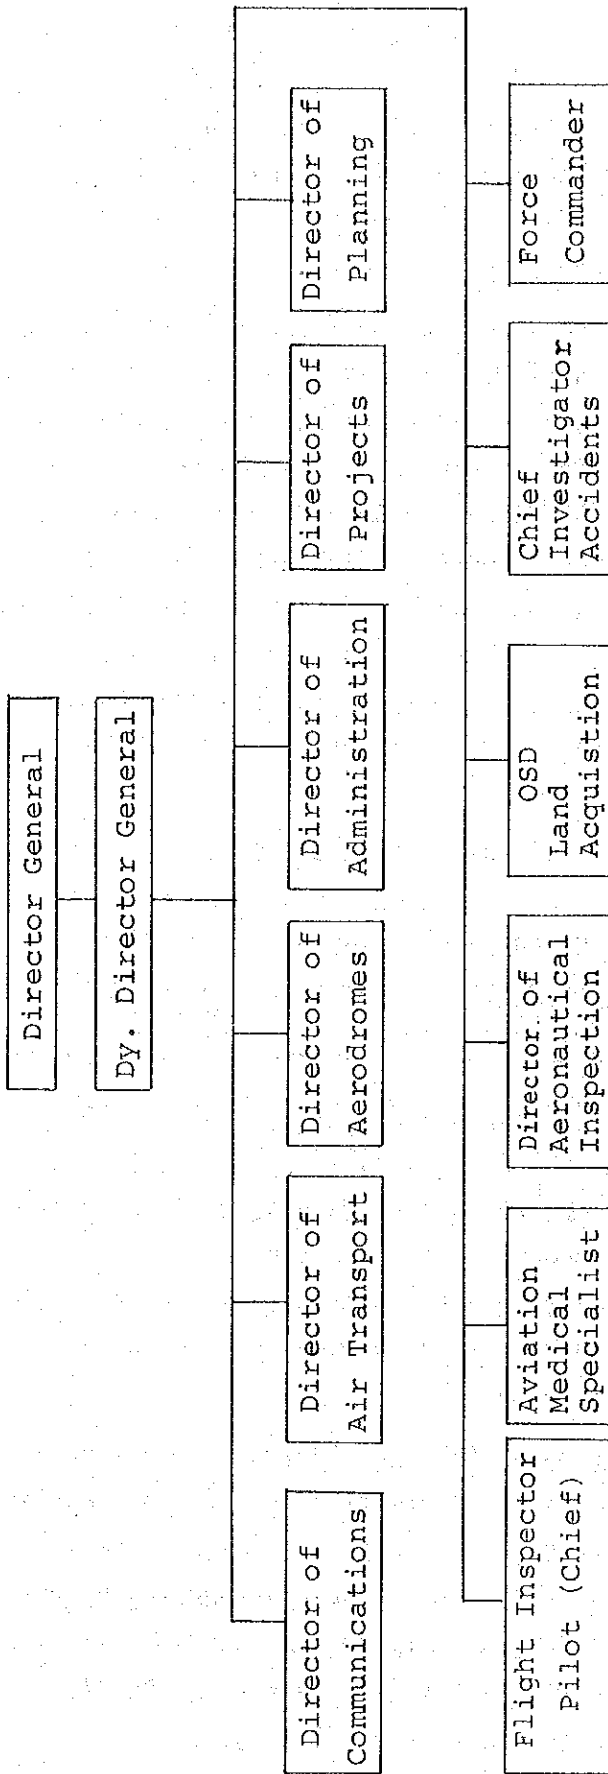 Director General
Dy. Director General
Director of
Communications
Director of
Air Transport
Director of
Aerodromes
Director of
Administration
Director of
Projects
Director of
Planning
Flight Inspector
Pilot (Chief)
Aviation
Medical
Specialist
Director of
Aeronautical
Inspection
OSD
Land
Acquistion
Chief
Investigator
Accidents
Force
Commander